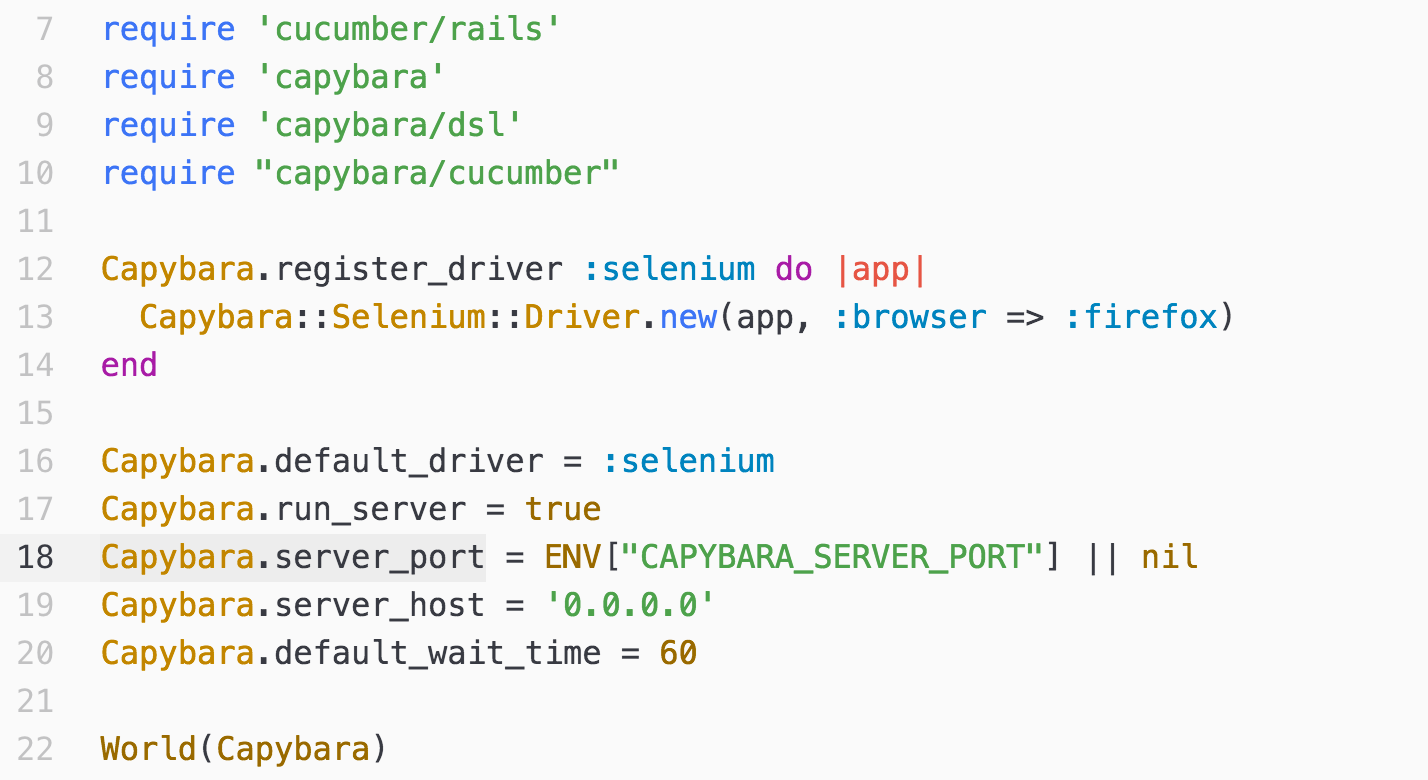 7 require 'cucumber/rails'
8 require 'capybara'
9 require 'capybara/dsl'
10 require "capybara/cucumber"
11
12 Capybara.register_driver :selenium do |app|
13   Capybara::Selenium::Driver.new(app, :browser => :firefox)
14 end
15
16 Capybara.default_driver = :selenium
17 Capybara.run_server = true
18 Capybara.server_port = ENV["CAPYBARA_SERVER_PORT"] || nil
19 Capybara.server_host = '0.0.0.0'
20 Capybara.default_wait_time = 60
21
22 World(Capybara)